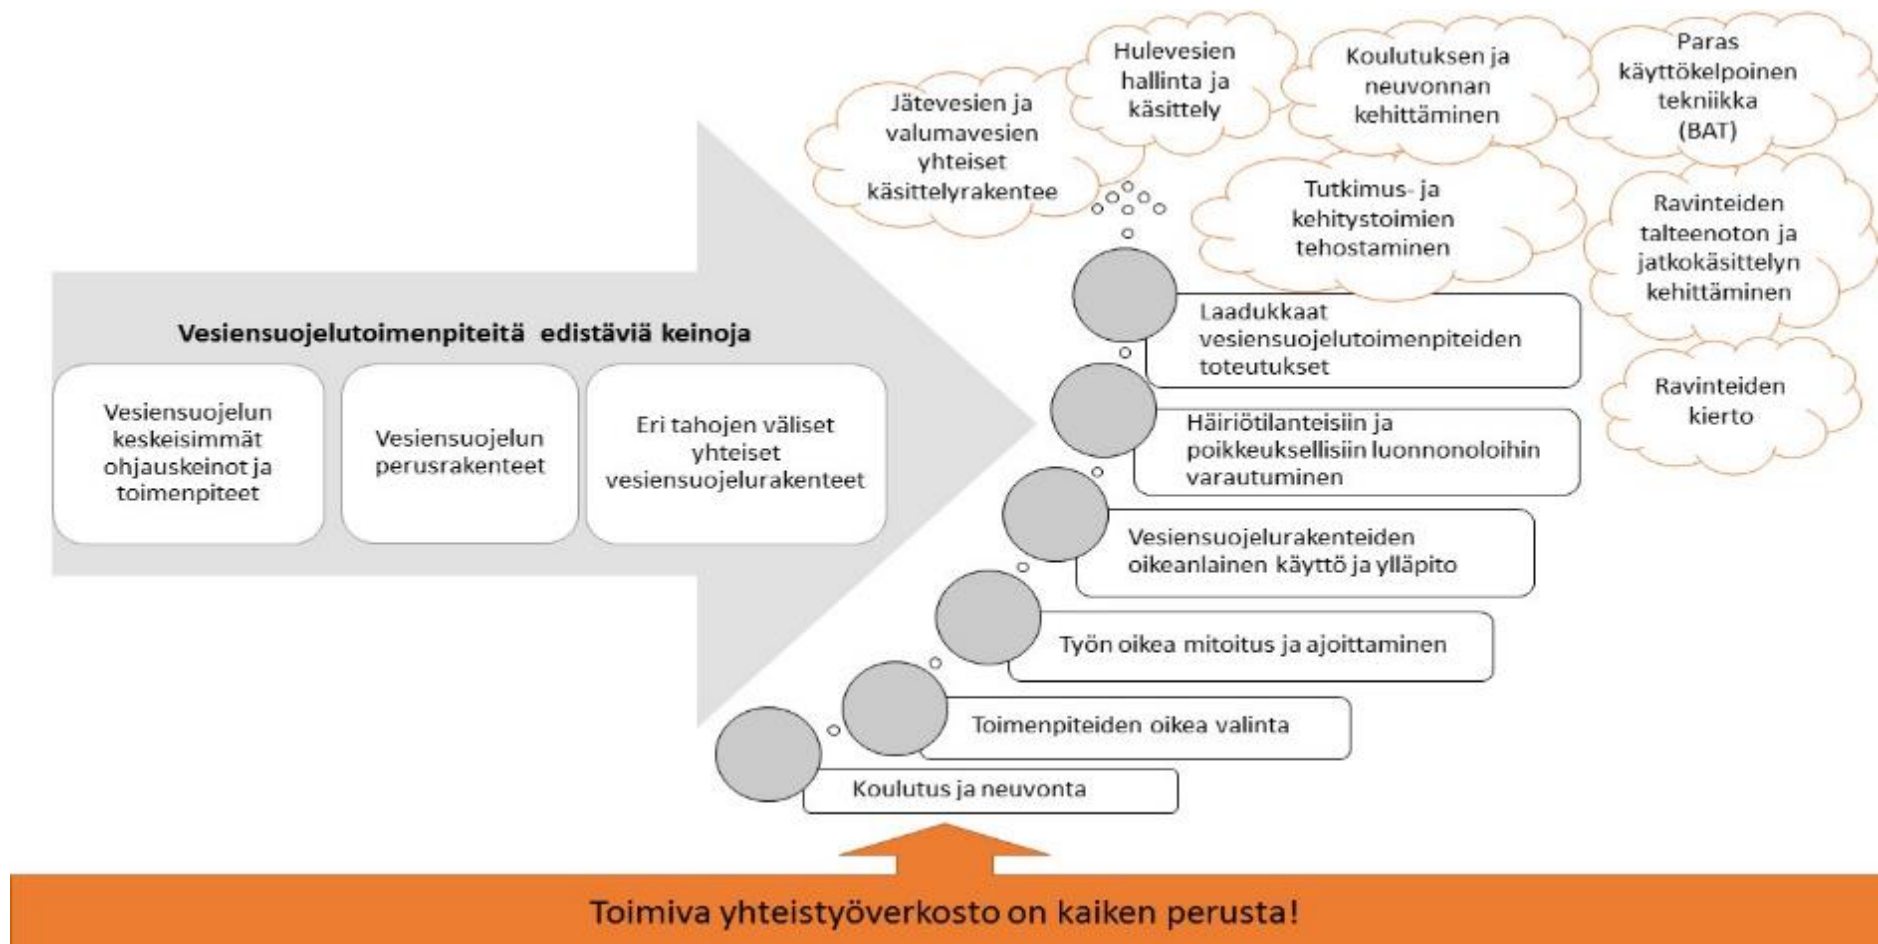 Hulevesien
hallinta ja
käsittely
Koulutuksen ja
neuvonnan
kehittäminen
Paras
käyttökelpoinen
tekniikka
(BAT)
Jätevesien ja
valumavesien
yhteiset
käsittelyrakentee
Tutkimus- ja
kehitystoimien
tehostaminen
Ravinteiden
talteenoton ja
jatkokäsittelyn
kehittäminen
Ravinteiden
kierto
Vesiensuojelutoimenpiteitä edistäviä keinoja
Vesiensuojelun
keskeisimmät
ohjauskeinot ja
toimenpiteet
Vesiensuojelun
perusrakenteet
Eri tahojen väliset
yhteiset
vesiensuojelurakenteet
Laadukkaat
vesiensuojelutoimenpiteiden
toteutukset
Häiriötilanteisiin ja
poikkeuksellisiin luonnonoloihin
varautuminen
Vesiensuojelurakenteiden
oikeanlainen käyttö ja ylläpito
Työn oikea mitoitus ja ajoittaminen
Toimenpiteiden oikea valinta
Koulutus ja neuvonta
Toimiva yhteistyöverkosto on kaiken perusta!